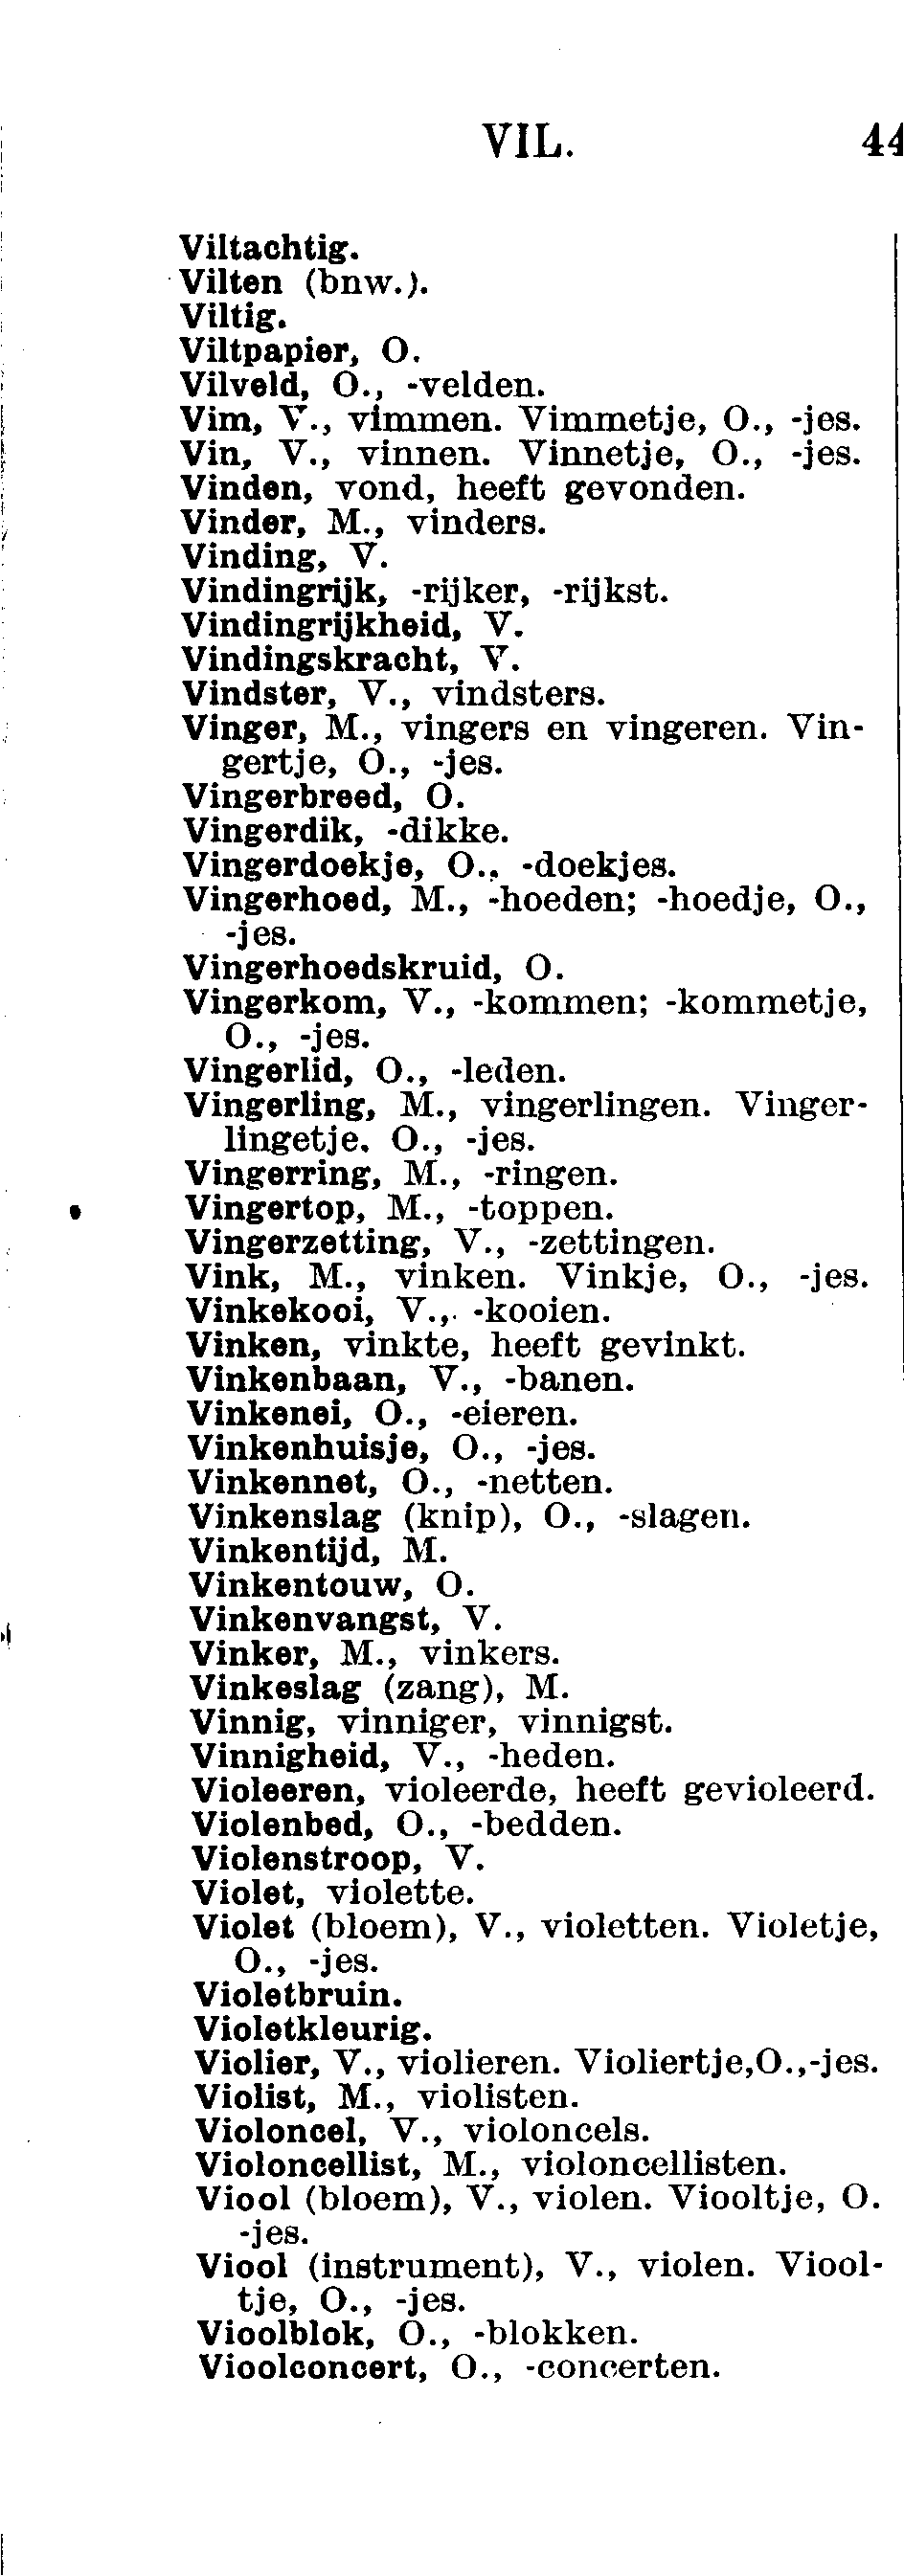 VIL. 44
Viltachtig.
Vilten (bnw.).
Viltig.
Viltpapier, O.
Vilveld, O., -velden.
Vim, V., vimmen. Vimmetje, O., -jes.
Vin, V., vinnen. Vinnetje, O., -jes.
Vinden, vond, heeft gevonden.
Vinder, M., vinders.
Vinding, V.
Vindingrijk, -rijker, -rijkst.
Vindingrijkheid, V.
Vindingskracht, V.
Vindster, V., vindsters.
Vinger, M., vingers en vingeren. Vin-
gertje, O., -jes.
Vingerbreed, O.
Vingerdik, -dikke.
Vingerdoekje, O., -doekjes.
Vingerhoed, M., -hoeden; -hoedje, O.,
-jes.
Vingerhoedskruid, O.
Vingerkom, V., -kommen; -kommetje,
O., -jes.
Vingerlid, O., -leden.
Vingerling, M., vingerlingen. Vinger-
lingetje. O., -jes.
Vingerring, M., -ringen.
Vingertop, M., -toppen.
Vingerzetting, V., -zettingen.
Vink, M., vinken. Vinkje, O., -jes.
Vinkekooi, V., -kooien.
Vinken, vinkte, heeft gevinkt.
Vinkenbaan, V., -banen.
Vinkenei, O., -eieren.
Vinkenhuisje, O., -jes.
Vinkennet, O., -netten.
Vinkenslag (knip), O., -slagen.
Vinkentijd, M.
Vinkentouw, O.
Vinkenvangst, V.
Vinker, M., vinkers.
Vinkeslag (zang), M.
Vinnig, vinniger, vinnigst.
Vinnigheid, V., -heden.
Violeeren, violeerde, heeft gevioleerd.
Violenbed, O., -bedden.
Violenstroop, V.
Violet, violette.
Violet (bloem), V., violetten. Violetje,
O., -jes.
Violetbruin.
Violetkleurig.
Violier, V., violieren. Violiertje,O.,-jes.
Violist, M., violisten.
Violoncel, V., violoncels.
Violoncellist, M., violoncellisten.
Viool (bloem), V., violen. Viooltje, O.
-jes.
Viool (instrument), V., violen. Viool-
tje, O., -jes.
Vioolblok, O., -blokken.
Vioolconcert, O., -concerten.